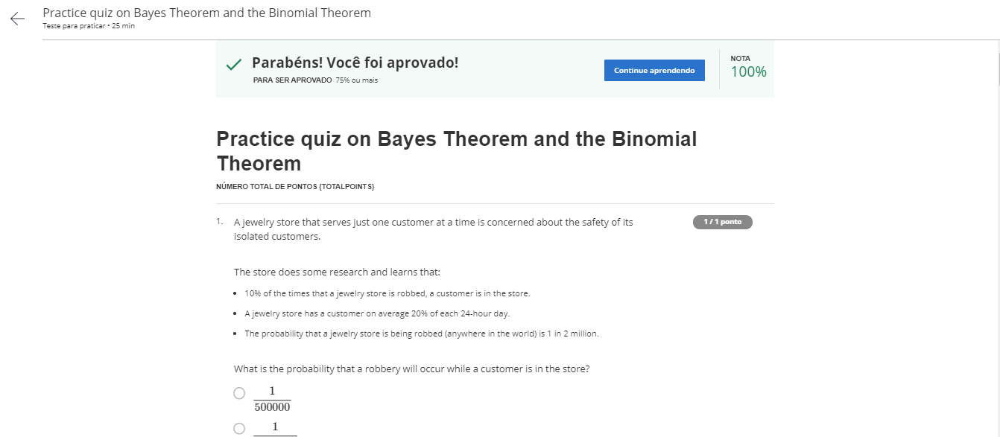 Practice quiz on Bayes Theorem and the Binomial Theorem
Teste para praticar • 25 min
Parabéns! Você foi aprovado!
PARA SER APROVADO 75% ou mais
Continue aprendendo
NOTA
100%
Practice quiz on Bayes Theorem and the Binomial
Theorem
NÚMERO TOTAL DE PONTOS {TOTALPOINTS}
1. A jewelry store that serves just one customer at a time is concerned about the safety of its
isolated customers.
1 / 1 ponto
The store does some research and learns that:
• 10% of the times that a jewelry store is robbed, a customer is in the store.
• A jewelry store has a customer on average 20% of each 24-hour day.
• The probability that a jewelry store is being robbed (anywhere in the world) is 1 in 2 million.
What is the probability that a robbery will occur while a customer is in the store?
1
500000
1